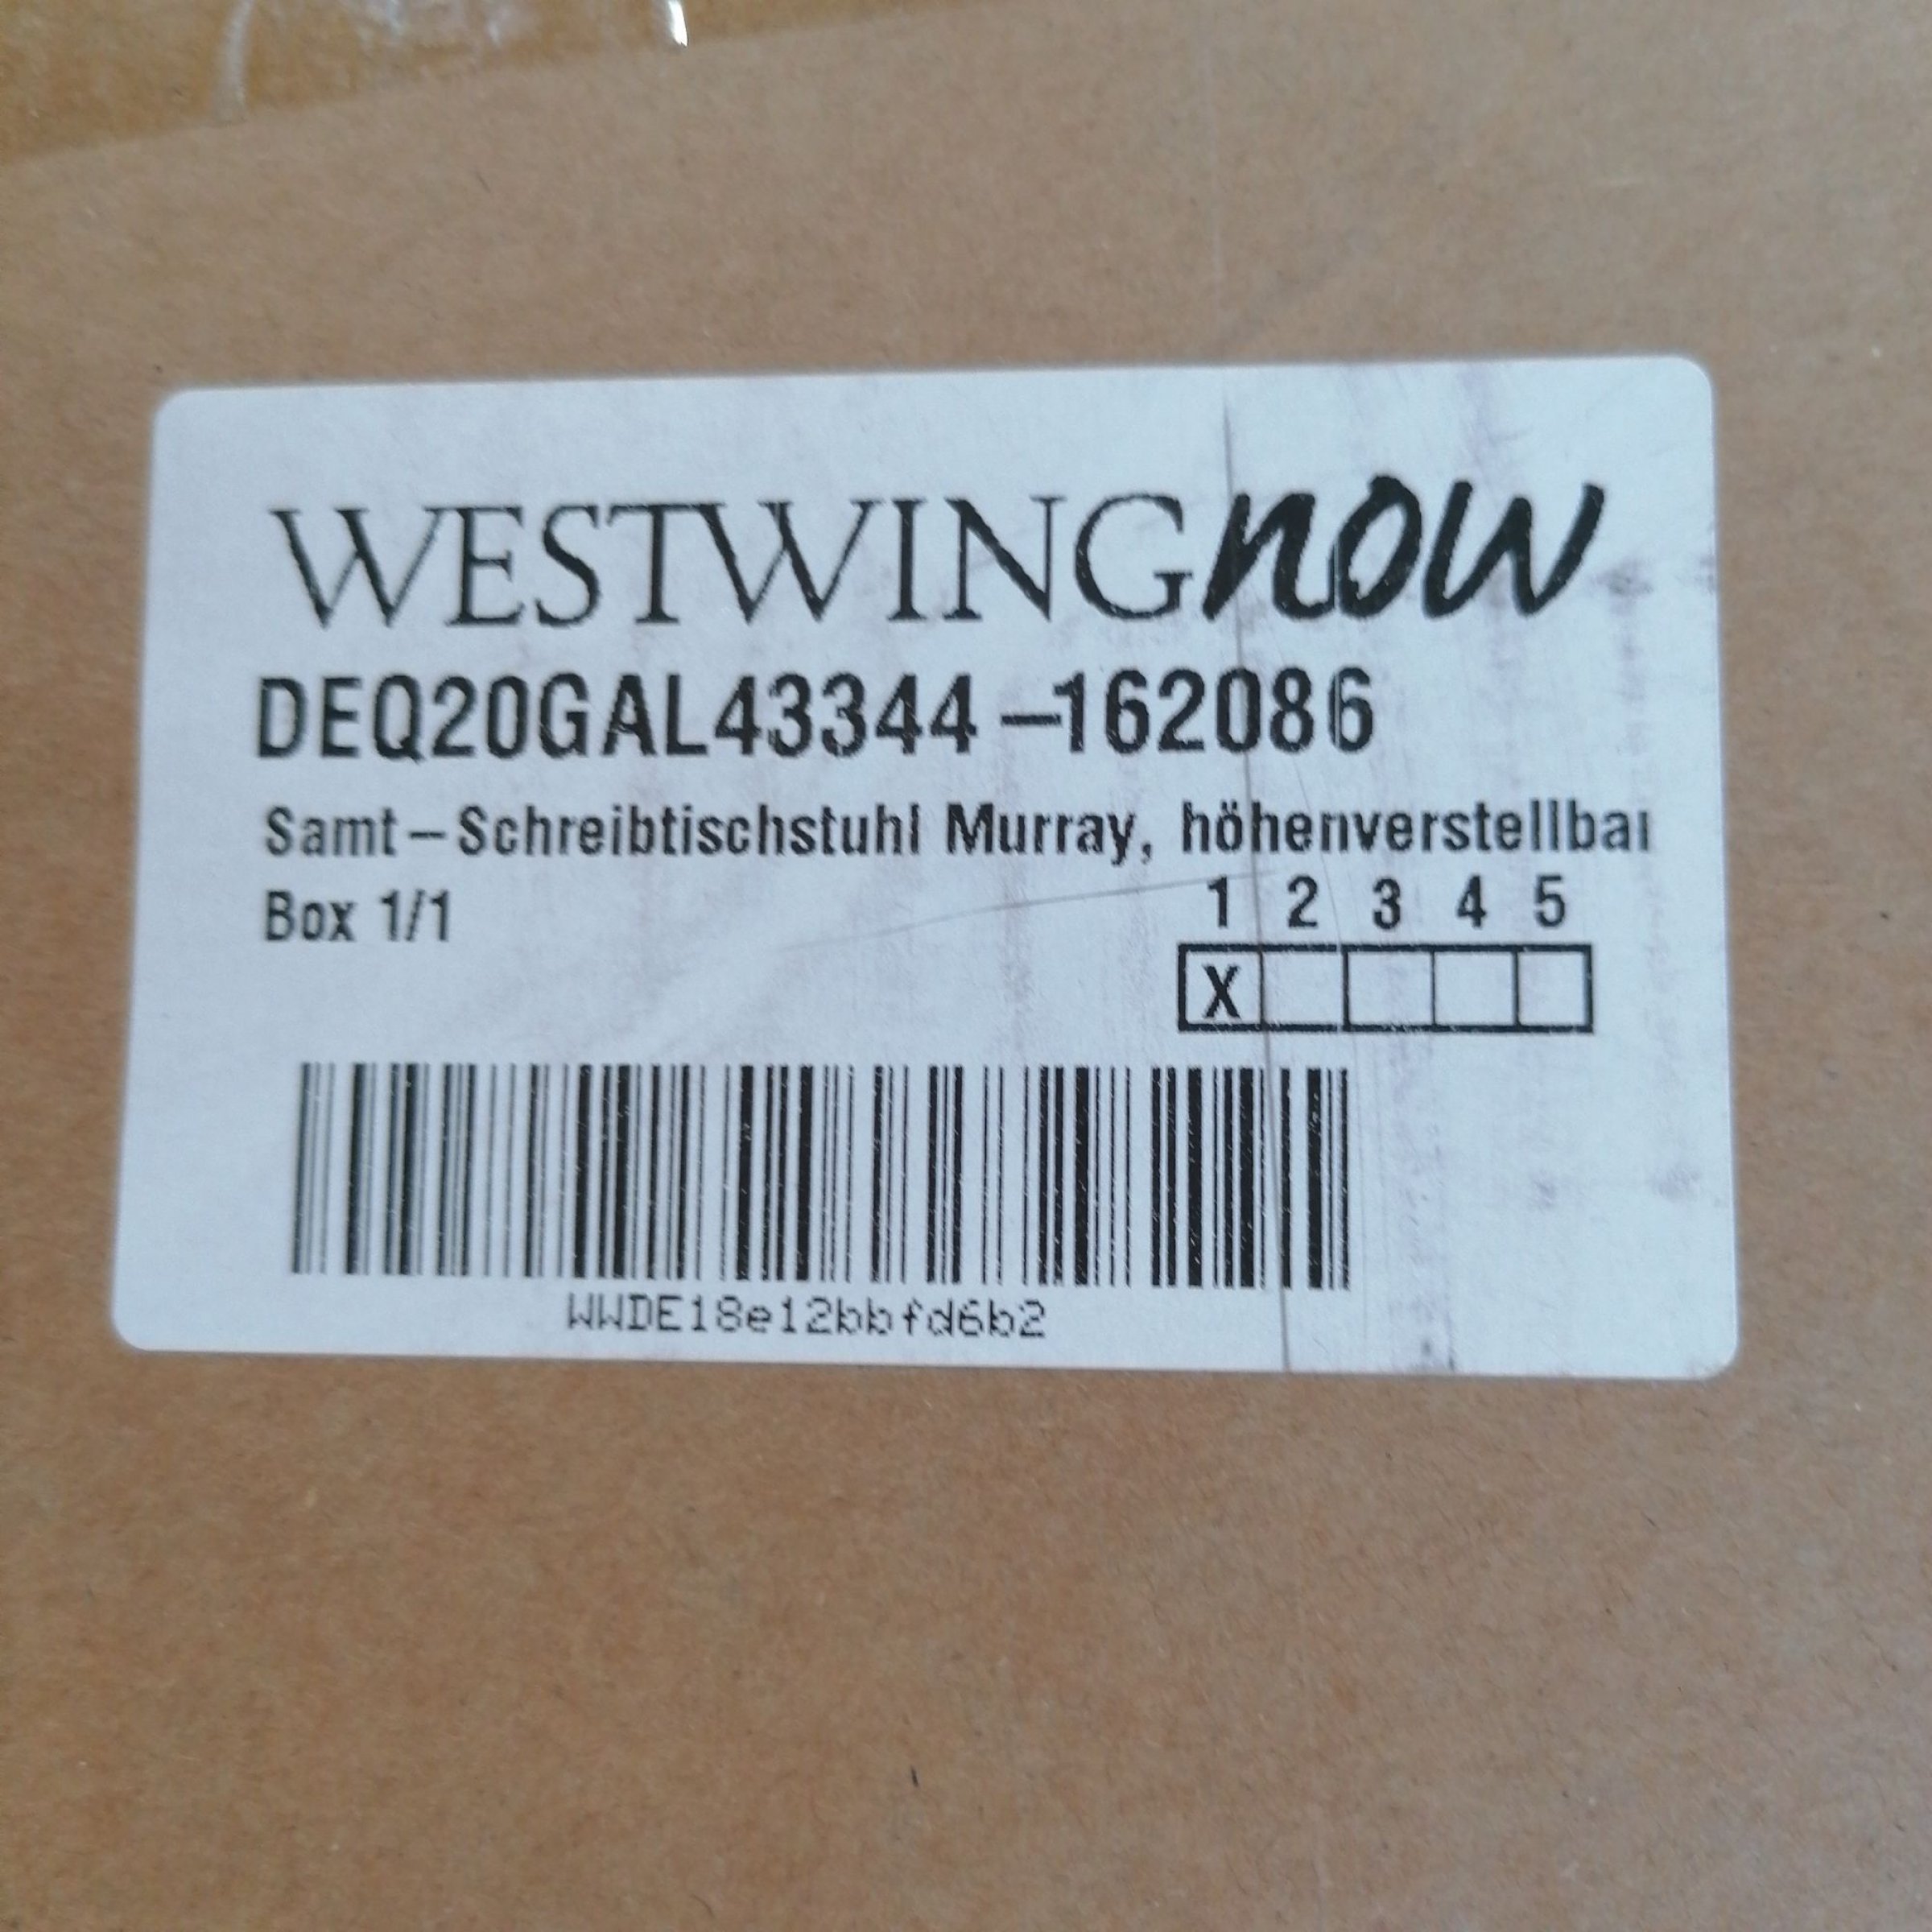 WESTWINGnow
DEQ20GAL43344-162086
Samt-Schreibtischstuhl Murray, höhenverstellbar
Box 1/1
1 2 3 4 5
X
WWDE18e12bbfd6b2